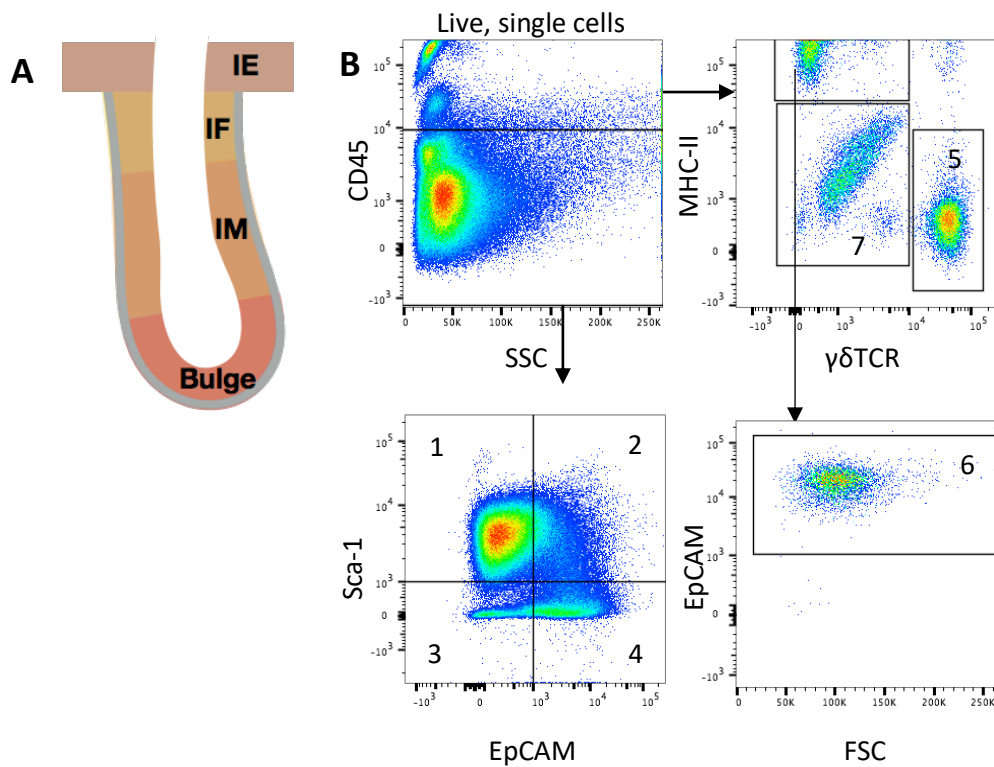 A
IE
IF
IM
Bulge
B
Live, single cells
CD45
10^5
10^4
10^3
0
-10^3
0 50K 100K 150K 200K 250K
SSC
MHC-II
10^5
10^4
10^3
0
-10^3
5
7
-10^3 0 10^3 10^4 10^5
γδTCR
Sca-1
10^5
10^4
10^3
0
-10^3
1 2
3 4
-10^3 0 10^3 10^4 10^5
EpCAM
EpCAM
10^5
10^4
10^3
0
-10^3
6
0 50K 100K 150K 200K 250K
FSC